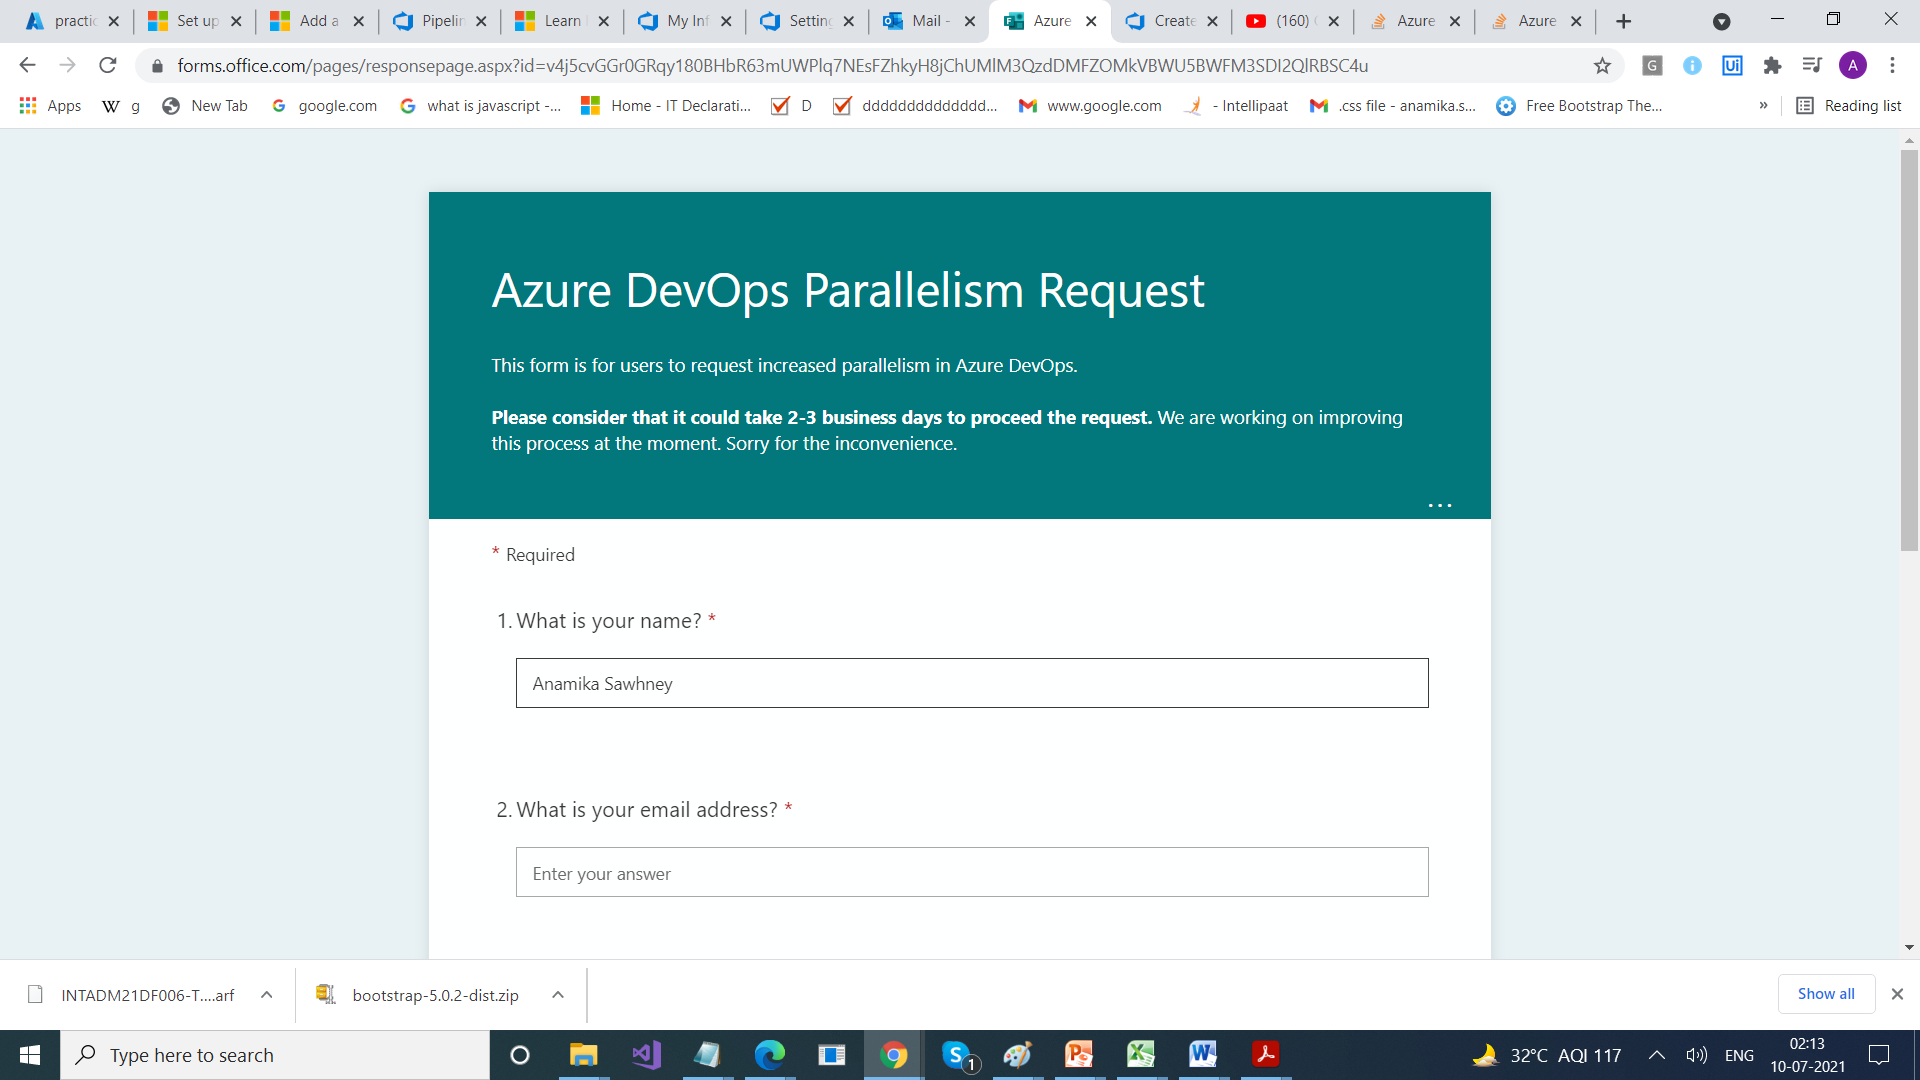 practic
Set up
Add a
Pipelin
Learn
My Inf
Setting
Mail -
Azure
Create
(160)
Azure
Azure
forms.office.com/pages/responsepage.aspx?id=v4j5cvGGr0GRqy180BHbR63mUWPlq7NEsFZhkyH8jChUMlM3QzdDMFZOMkVBWU5BWFM3SDI2QlRBSC4u
G
Ui
A
Apps
W g
New Tab
google.com
what is javascript -...
Home - IT Declarati...
D
dddddddddddddd...
www.google.com
- Intellipaat
.css file - anamika.s...
Free Bootstrap The...
»
Reading list
Azure DevOps Parallelism Request
This form is for users to request increased parallelism in Azure DevOps.
Please consider that it could take 2-3 business days to proceed the request. We are working on improving
this process at the moment. Sorry for the inconvenience.
...
* Required
1. What is your name? *
Anamika Sawhney
2. What is your email address? *
Enter your answer
INTADM21DF006-T....arf
bootstrap-5.0.2-dist.zip
Show all
Type here to search
1
32°C AQI 117
ENG
02:13
10-07-2021